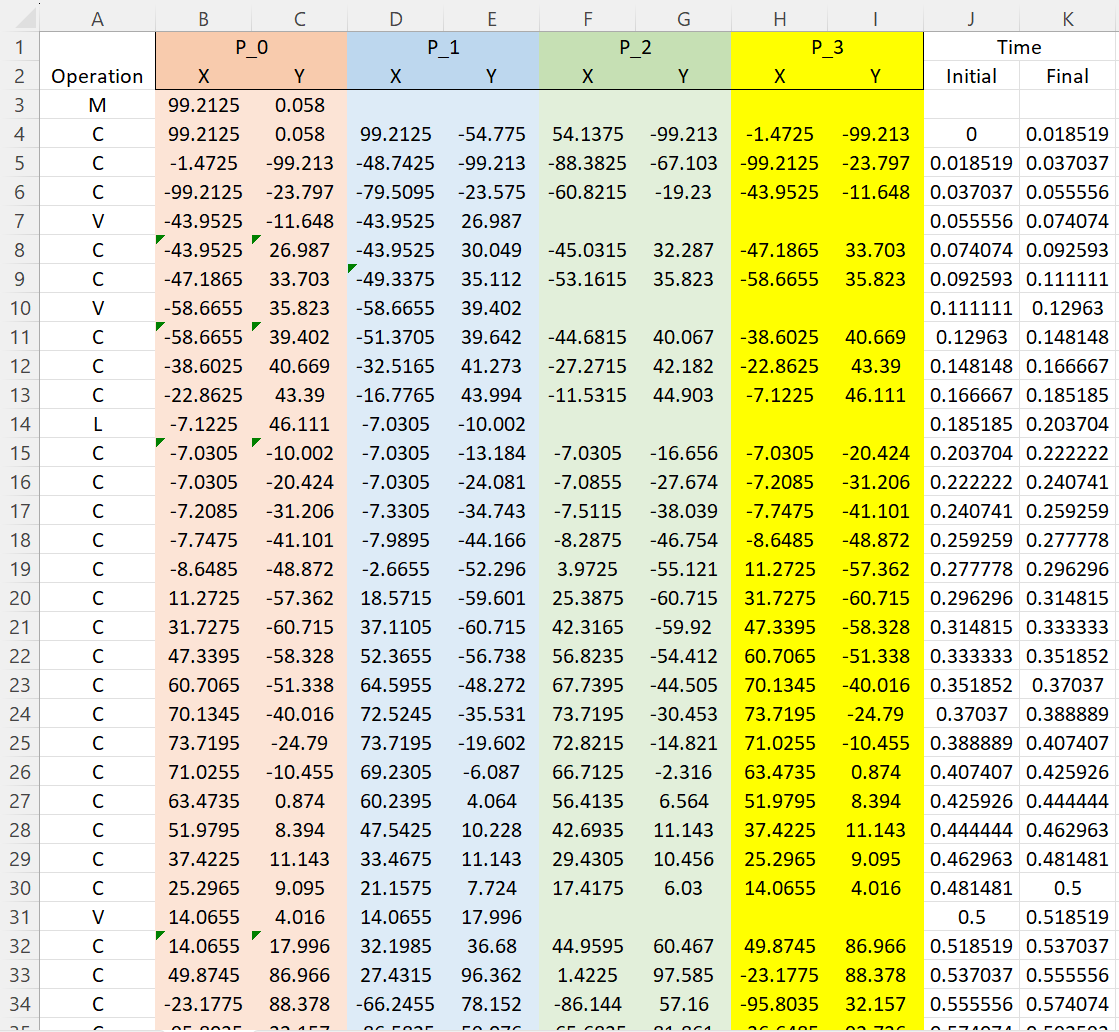 A B C D E F G H I J K
1 P_0 P_1 P_2 P_3 Time
2 Operation X Y X Y X Y X Y Initial Final
3 M 99.2125 0.058
4 C 99.2125 0.058 99.2125 -54.775 54.1375 -99.213 -1.4725 -99.213 0 0.018519
5 C -1.4725 -99.213 -48.7425 -99.213 -88.3825 -67.103 -99.2125 -23.797 0.018519 0.037037
6 C -99.2125 -23.797 -79.5095 -23.575 -60.8215 -19.23 -43.9525 -11.648 0.037037 0.055556
7 V -43.9525 -11.648 -43.9525 26.987 0.055556 0.074074
8 C -43.9525 26.987 -43.9525 30.049 -45.0315 32.287 -47.1865 33.703 0.074074 0.092593
9 C -47.1865 33.703 -49.3375 35.112 -53.1615 35.823 -58.6655 35.823 0.092593 0.111111
10 V -58.6655 35.823 -58.6655 39.402 0.111111 0.12963
11 C -58.6655 39.402 -51.3705 39.642 -44.6815 40.067 -38.6025 40.669 0.12963 0.148148
12 C -38.6025 40.669 -32.5165 41.273 -27.2715 42.182 -22.8625 43.39 0.148148 0.166667
13 C -22.8625 43.39 -16.7765 43.994 -11.5315 44.903 -7.1225 46.111 0.166667 0.185185
14 L -7.1225 46.111 -7.0305 -10.002 0.185185 0.203704
15 C -7.0305 -10.002 -7.0305 -13.184 -7.0305 -16.656 -7.0305 -20.424 0.203704 0.222222
16 C -7.0305 -20.424 -7.0305 -24.081 -7.0855 -27.674 -7.2085 -31.206 0.222222 0.240741
17 C -7.2085 -31.206 -7.3305 -34.743 -7.5115 -38.039 -7.7475 -41.101 0.240741 0.259259
18 C -7.7475 -41.101 -7.9895 -44.166 -8.2875 -46.754 -8.6485 -48.872 0.259259 0.277778
19 C -8.6485 -48.872 -2.6655 -52.296 3.9725 -55.121 11.2725 -57.362 0.277778 0.296296
20 C 11.2725 -57.362 18.5715 -59.601 25.3875 -60.715 31.7275 -60.715 0.296296 0.314815
21 C 31.7275 -60.715 37.1105 -60.715 42.3165 -59.92 47.3395 -58.328 0.314815 0.333333
22 C 47.3395 -58.328 52.3655 -56.738 56.8235 -54.412 60.7065 -51.338 0.333333 0.351852
23 C 60.7065 -51.338 64.5955 -48.272 67.7395 -44.505 70.1345 -40.016 0.351852 0.37037
24 C 70.1345 -40.016 72.5245 -35.531 73.7195 -30.453 73.7195 -24.79 0.37037 0.388889
25 C 73.7195 -24.79 73.7195 -19.602 72.8215 -14.821 71.0255 -10.455 0.388889 0.407407
26 C 71.0255 -10.455 69.2305 -6.087 66.7125 -2.316 63.4735 0.874 0.407407 0.425926
27 C 63.4735 0.874 60.2395 4.064 56.4135 6.564 51.9795 8.394 0.425926 0.444444
28 C 51.9795 8.394 47.5425 10.228 42.6935 11.143 37.4225 11.143 0.444444 0.462963
29 C 37.4225 11.143 33.4675 11.143 29.4305 10.456 25.2965 9.095 0.462963 0.481481
30 C 25.2965 9.095 21.1575 7.724 17.4175 6.03 14.0655 4.016 0.481481 0.5
31 V 14.0655 4.016 14.0655 17.996 0.5 0.518519
32 C 14.0655 17.996 32.1985 36.68 44.9595 60.467 49.8745 86.966 0.518519 0.537037
33 C 49.8745 86.966 27.4315 96.362 1.4225 97.585 -23.1775 88.378 0.537037 0.555556
34 C -23.1775 88.378 -66.2455 78.152 -86.144 57.16 -95.8035 32.157 0.555556 0.574074